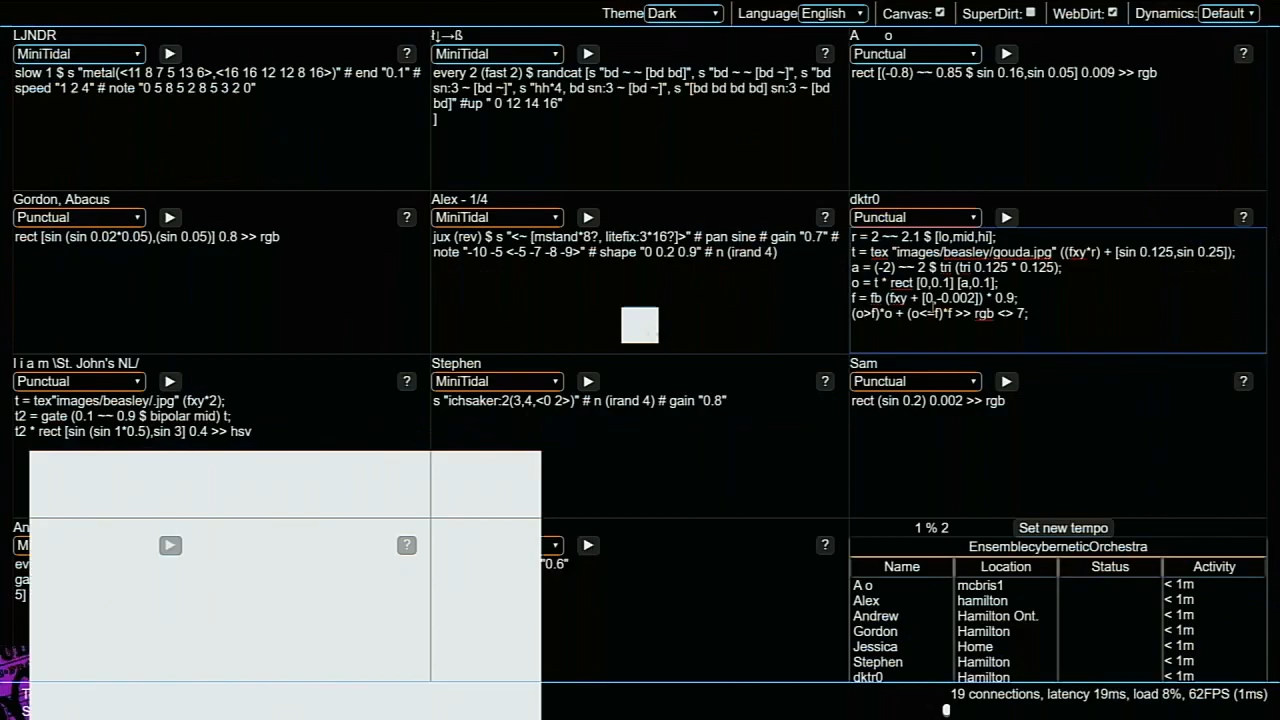 Theme Dark Language English Canvas: SuperDirt: WebDirt: Dynamics: Default
LJNDR
MiniTidal ?
slow 1 $ s "metal(<11 8 7 5 13 6>,<16 16 12 12 8 16>)" # end "0.1" #
speed "1 2 4" # note "0 5 8 5 2 8 5 3 2 0"
ł↓→ß
MiniTidal ?
every 2 (fast 2) $ randcat [s "bd ~ ~ [bd bd]", s "bd ~ ~ [bd ~]", s "bd
sn:3 ~ [bd ~]", s "hh*4, bd sn:3 ~ [bd ~]", s "[bd bd bd bd] sn:3 ~ [bd
bd]" #up " 0 12 14 16"
]
A o
Punctual ?
rect [(-0.8) ~~ 0.85 $ sin 0.16,sin 0.05] 0.009 >> rgb
Gordon, Abacus
Punctual ?
rect [sin (sin 0.02*0.05),(sin 0.05)] 0.8 >> rgb
Alex - 1/4
MiniTidal ?
jux (rev) $ s "<~ [mstand*8?, litefix:3*16?]>" # pan sine # gain "0.7" #
note "-10 -5 <-5 -7 -8 -9>" # shape "0 0.2 0.9" # n (irand 4)
dktr0
Punctual ?
r = 2 ~~ 2.1 $ [lo,mid,hi];
t = tex "images/beasley/gouda.jpg" ((fxy*r) + [sin 0.125,sin 0.25]);
a = (-2) ~~ 2 $ tri (tri 0.125 * 0.125);
o = t * rect [0,0.1] [a,0.1];
f = fb (fxy + [0,-0.002]) * 0.9;
(o>f)*o + (o<=f)*f >> rgb <> 7;
I i a m \St. John's NL/
Punctual ?
t = tex"images/beasley/.jpg" (fxy*2);
t2 = gate (0.1 ~~ 0.9 $ bipolar mid) t;
t2 * rect [sin (sin 1*0.5),sin 3] 0.4 >> hsv
Stephen
MiniTidal ?
s "ichsaker:2(3,4,<0 2>)" # n (irand 4) # gain "0.8"
Sam
Punctual ?
rect (sin 0.2) 0.002 >> rgb
An
M ?
ev
ga
5]
?
"0.6"
1 % 2 Set new tempo
EnsemblecyberneticOrchestra
Name Location Status Activity
A o mcbris1 < 1m
Alex hamilton < 1m
Andrew Hamilton Ont. < 1m
Gordon Hamilton < 1m
Jessica Home < 1m
Stephen Hamilton < 1m
dktr0 Hamilton < 1m
19 connections, latency 19ms, load 8%, 62FPS (1ms)